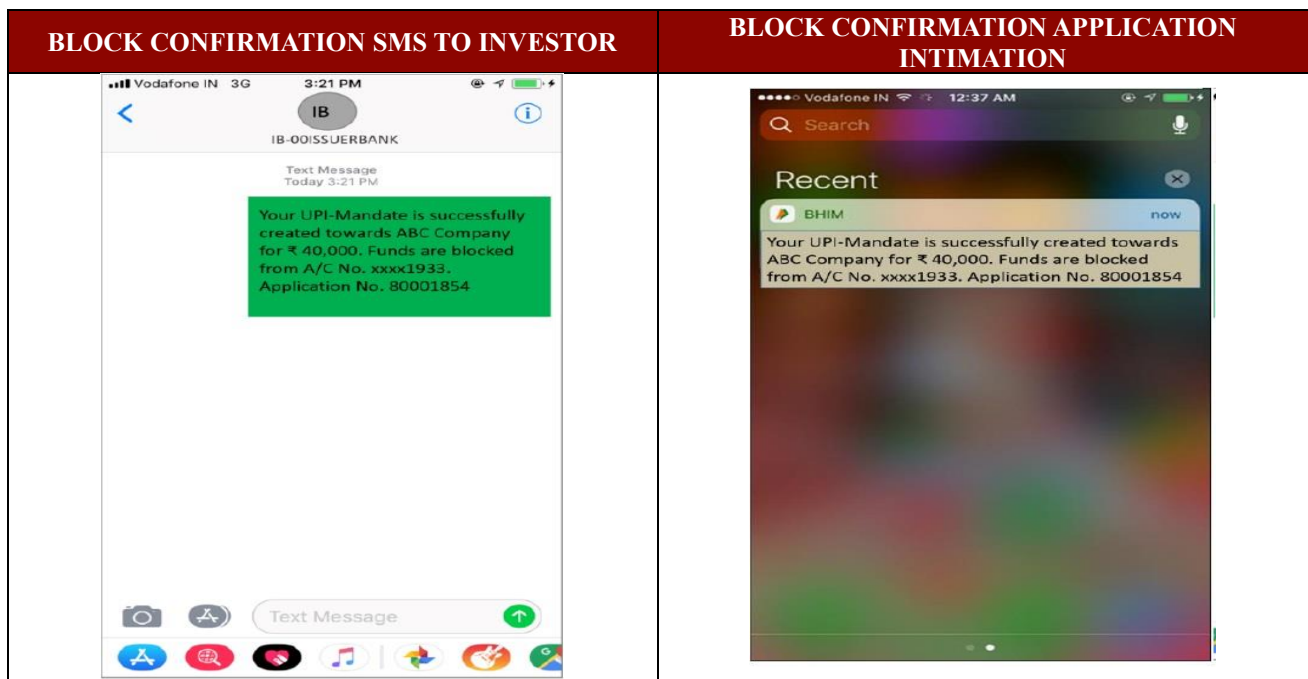 BLOCK CONFIRMATION SMS TO INVESTOR
BLOCK CONFIRMATION APPLICATION
INTIMATION
Vodafone IN 3G 3:21 PM
IB
IB-00ISSUERBANK
Text Message
Today 3:21 PM
Your UPI-Mandate is successfully
created towards ABC Company
for ₹ 40,000. Funds are blocked
from A/C No. xxxx1933.
Application No. 80001854
Text Message
Vodafone IN 12:37 AM
Search
Recent
BHIM now
Your UPI-Mandate is successfully created towards
ABC Company for ₹ 40,000. Funds are blocked
from A/C No. xxxx1933. Application No. 80001854